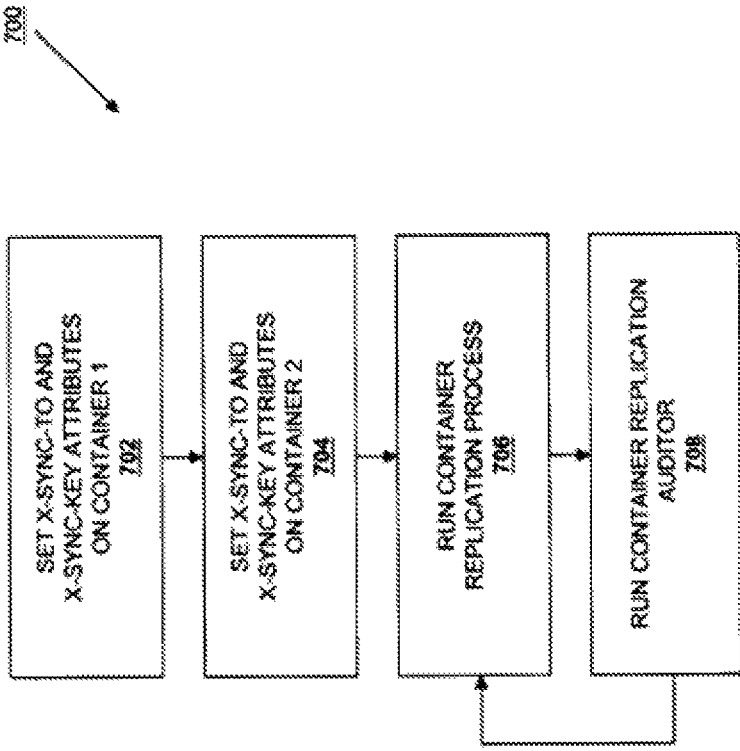 700
SET X-SYNC-TO AND
X-SYNC-KEY ATTRIBUTES
ON CONTAINER 1
702
SET X-SYNC-TO AND
X-SYNC-KEY ATTRIBUTES
ON CONTAINER 2
704
RUN CONTAINER
REPLICATION PROCESS
706
RUN CONTAINER REPLICATION
AUDITOR
708